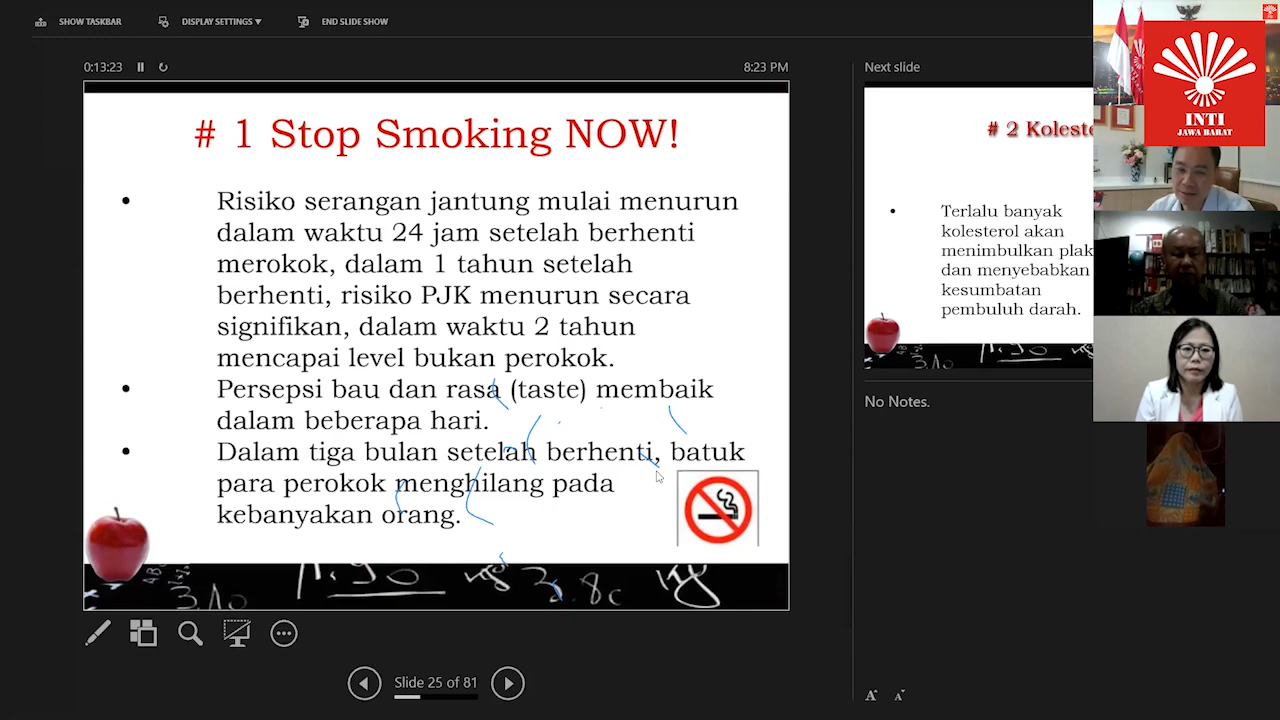 SHOW TASKBAR
DISPLAY SETTINGS
END SLIDE SHOW
0:13:23
8:23 PM
# 1 Stop Smoking NOW!
• Risiko serangan jantung mulai menurun
dalam waktu 24 jam setelah berhenti
merokok, dalam 1 tahun setelah
berhenti, risiko PJK menurun secara
signifikan, dalam waktu 2 tahun
mencapai level bukan perokok.
• Persepsi bau dan rasa (taste) membaik
dalam beberapa hari.
• Dalam tiga bulan setelah berhenti, batuk
para perokok menghilang pada
kebanyakan orang.
Slide 25 of 81
Next slide
# 2 Koleste
• Terlalu banyak
kolesterol akan
menimbulkan plak
dan menyebabkan
kesumbatan
pembuluh darah.
No Notes.
A A
INTI
JAWA BARAT